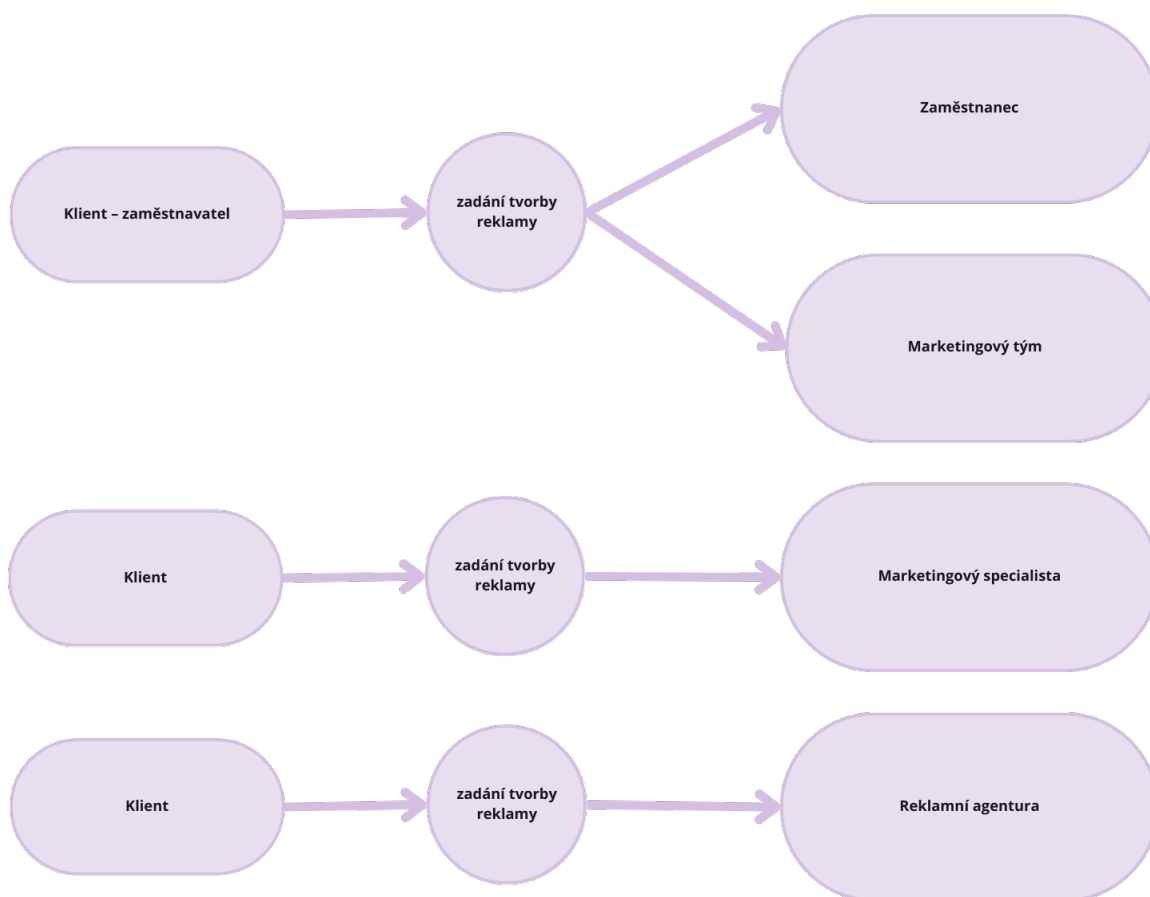 Zaměstnanec
Klient – zaměstnavatel
zadání tvorby
reklamy
Marketingový tým
Klient
zadání tvorby
reklamy
Marketingový specialista
Klient
zadání tvorby
reklamy
Reklamní agentura